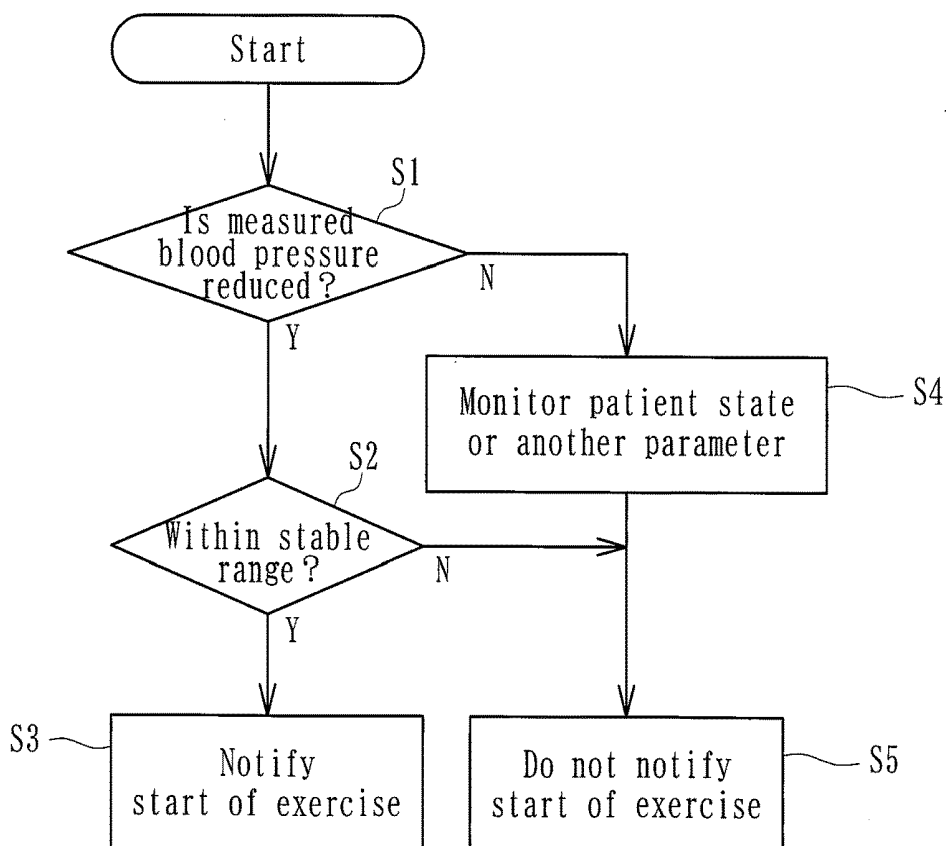 Start
S1
Is measured
blood pressure
reduced?
N
Y
Monitor patient state
or another parameter
S4
S2
Within stable
range?
N
Y
S3
Notify
start of exercise
Do not notify
start of exercise
S5